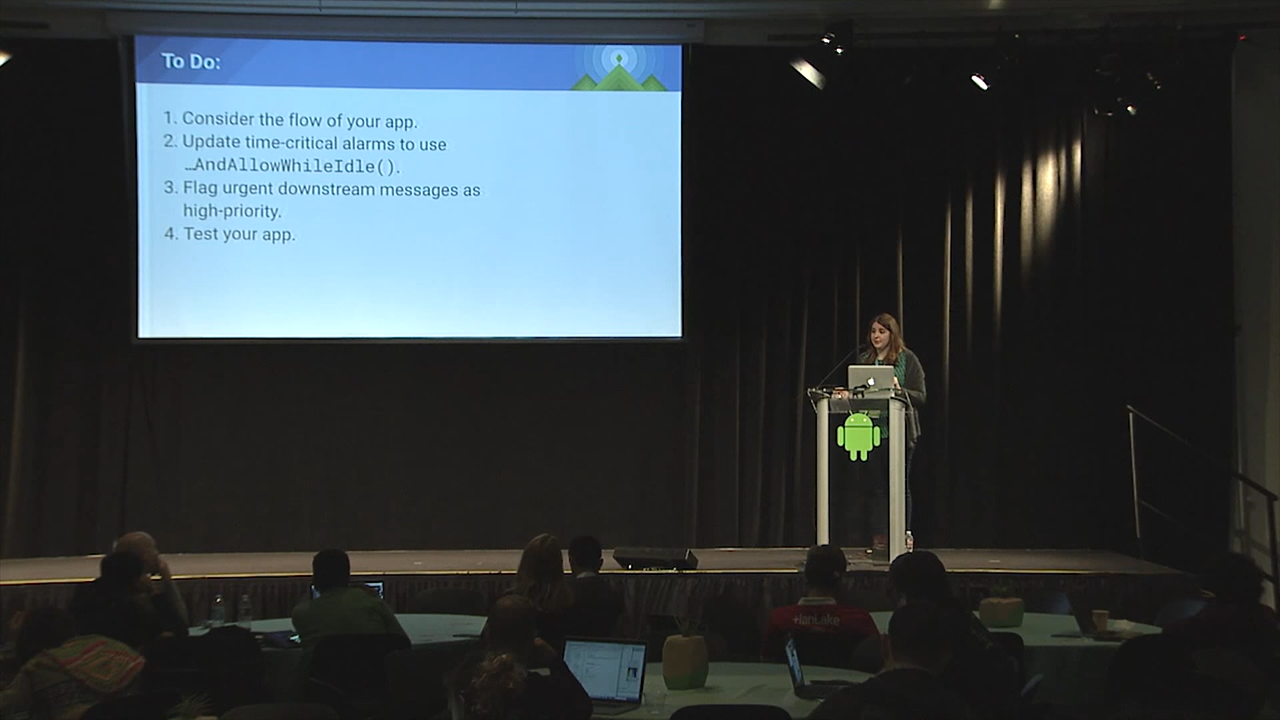 To Do:
1. Consider the flow of your app.
2. Update time-critical alarms to use
…AndAllowWhileIdle().
3. Flag urgent downstream messages as
high-priority.
4. Test your app.
+IanLake